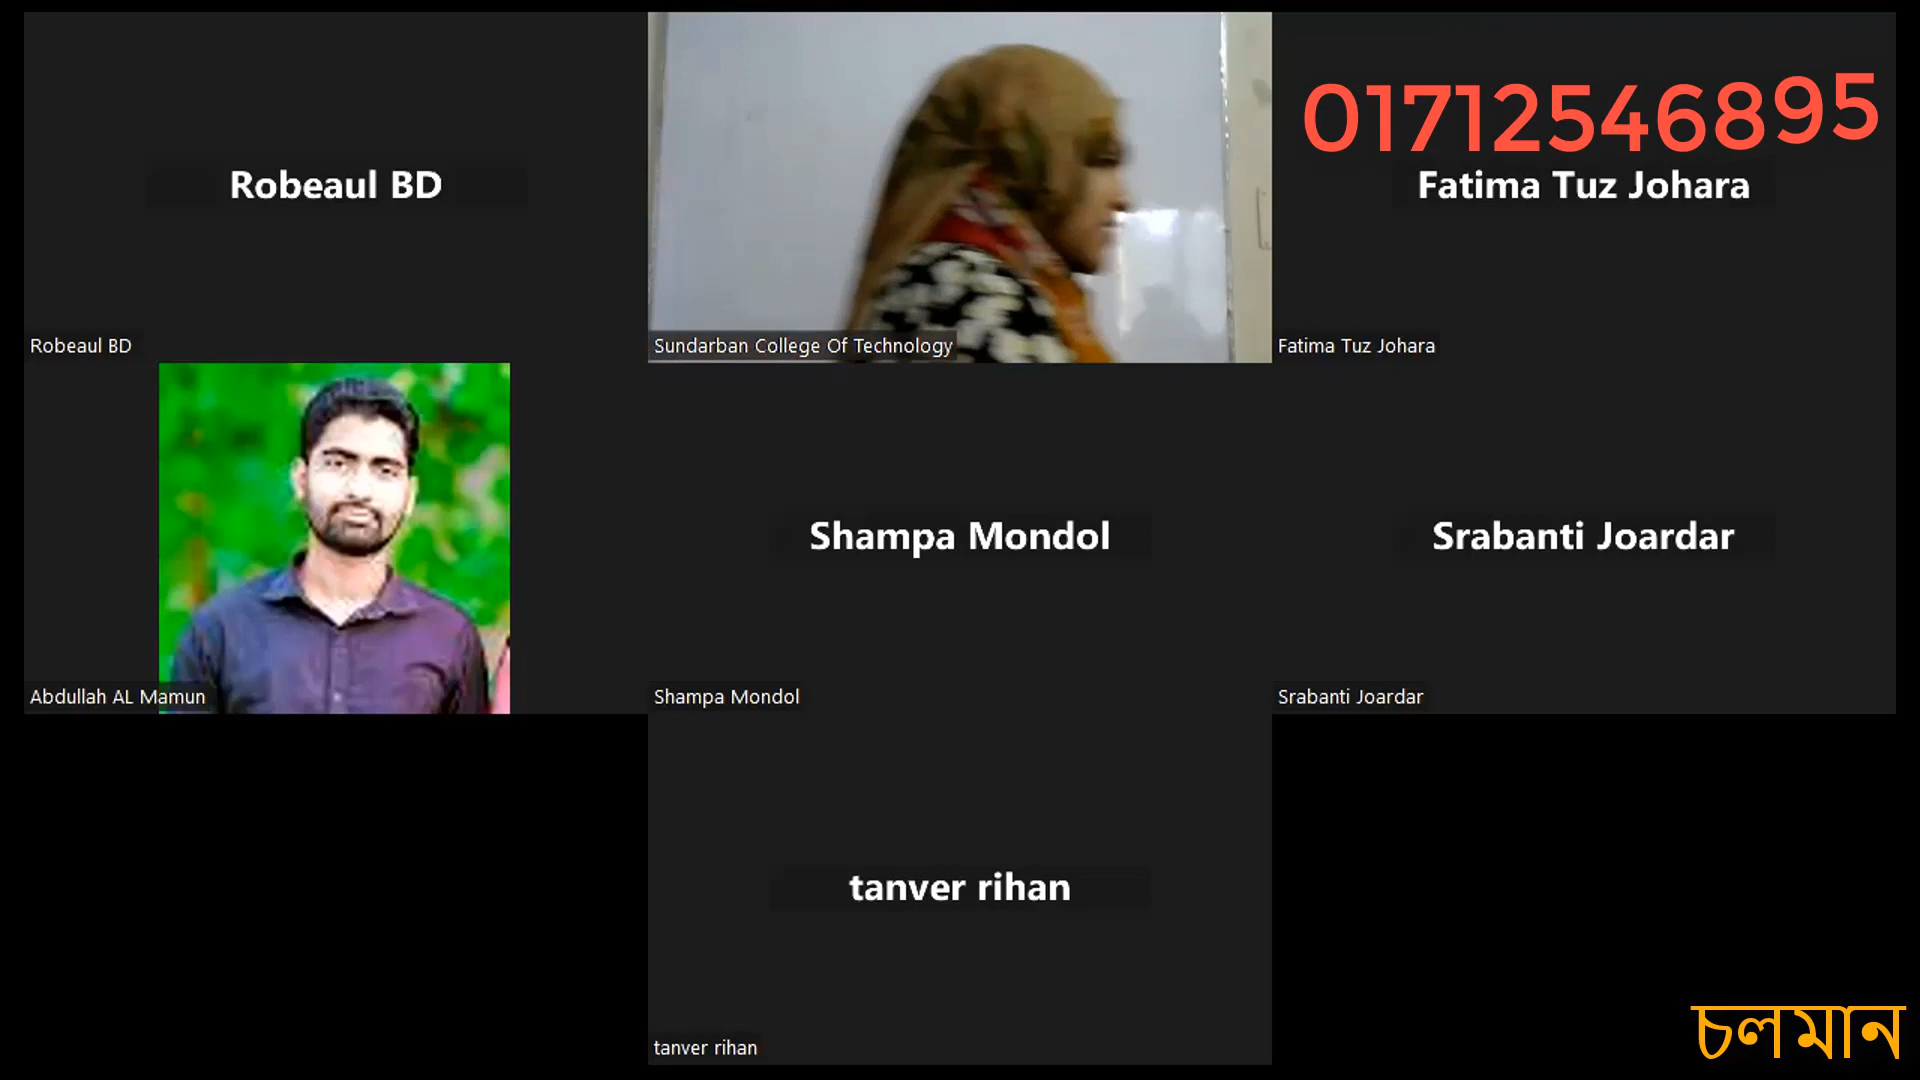 01712546895
Robeaul BD
Fatima Tuz Johara
Robeaul BD
Sundarban College Of Technology
Fatima Tuz Johara
Shampa Mondol
Srabanti Joardar
Abdullah AL Mamun
Shampa Mondol
Srabanti Joardar
tanver rihan
tanver rihan
চলমান